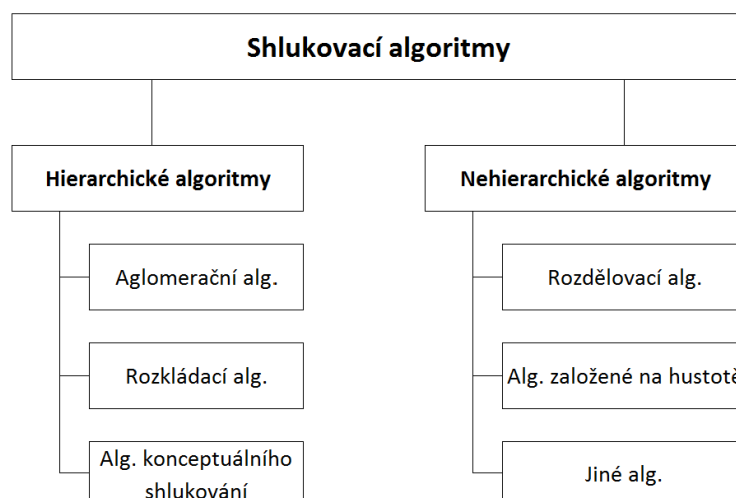 Shlukovací algoritmy
Hierarchické algoritmy
Nehierarchické algoritmy
Aglomerační alg.
Rozdělovací alg.
Rozkládací alg.
Alg. založené na hustotě
Alg. konceptuálního
shlukování
Jiné alg.